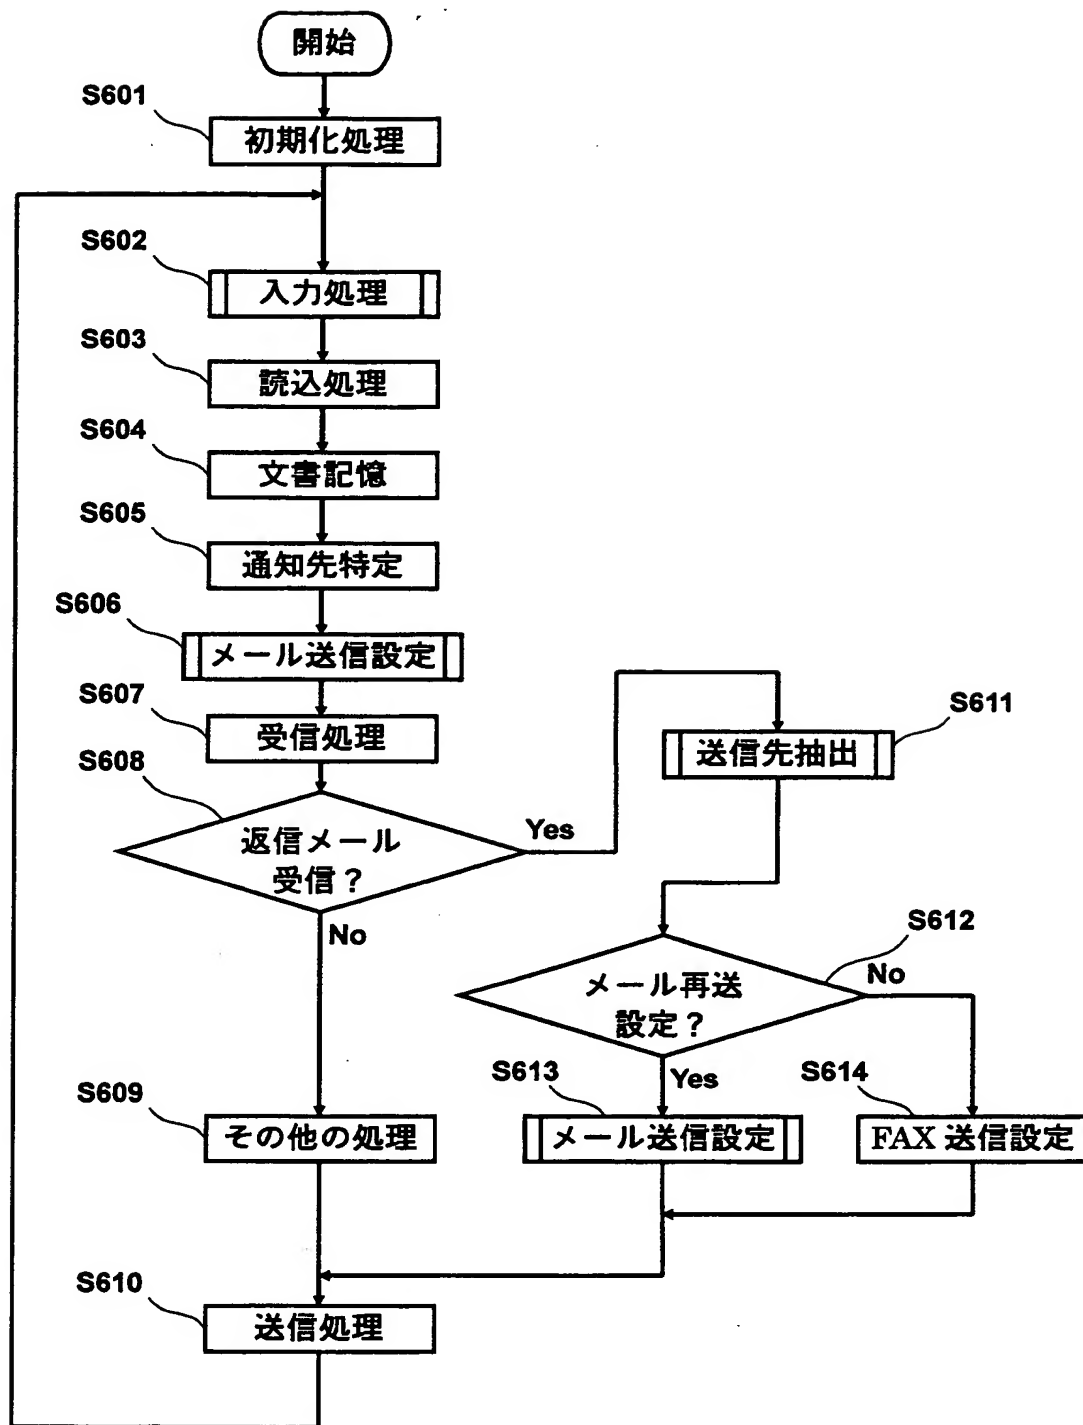 開始
S601
初期化処理
S602
入力処理
S603
読込処理
S604
文書記憶
S605
通知先特定
S606
メール送信設定
S607
受信処理
S608
返信メール
受信？
Yes
No
S611
送信先抽出
S612
メール再送
設定？
No
Yes
S609
その他の処理
S613
メール送信設定
S614
FAX 送信設定
S610
送信処理